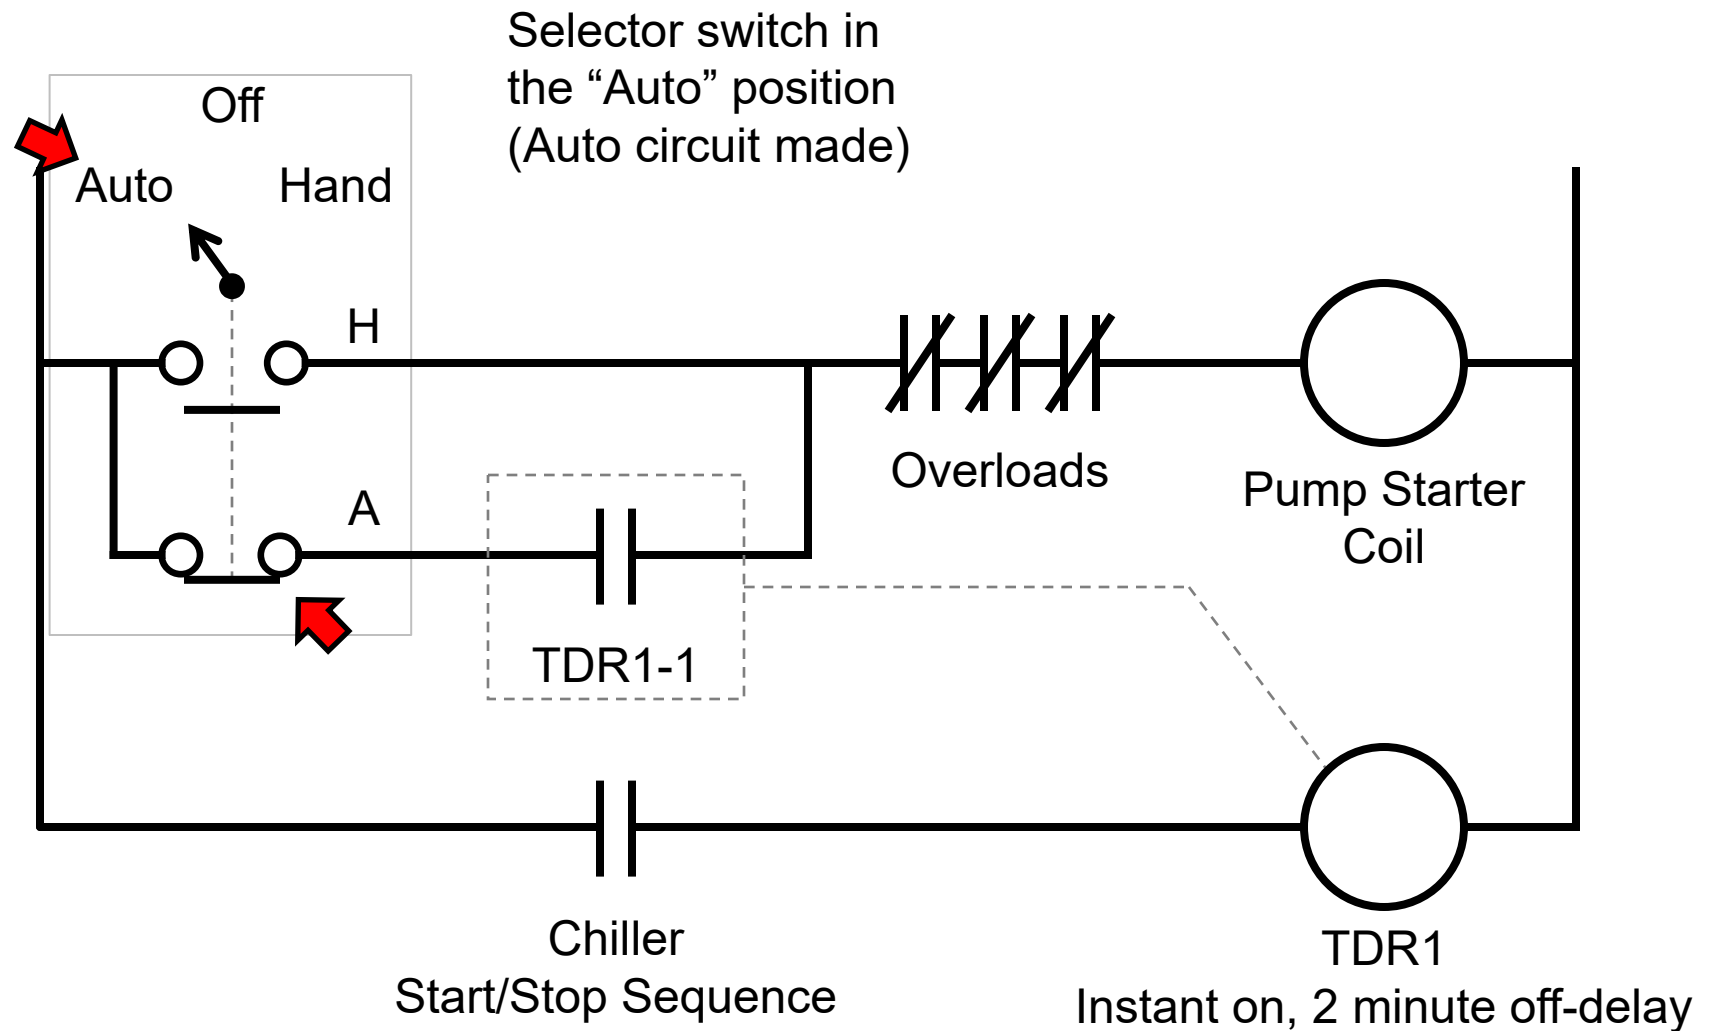 Selector switch in
the “Auto” position
(Auto circuit made)
Off
Auto
Hand
H
A
Overloads
Pump Starter
Coil
TDR1-1
Chiller
Start/Stop Sequence
TDR1
Instant on, 2 minute off-delay